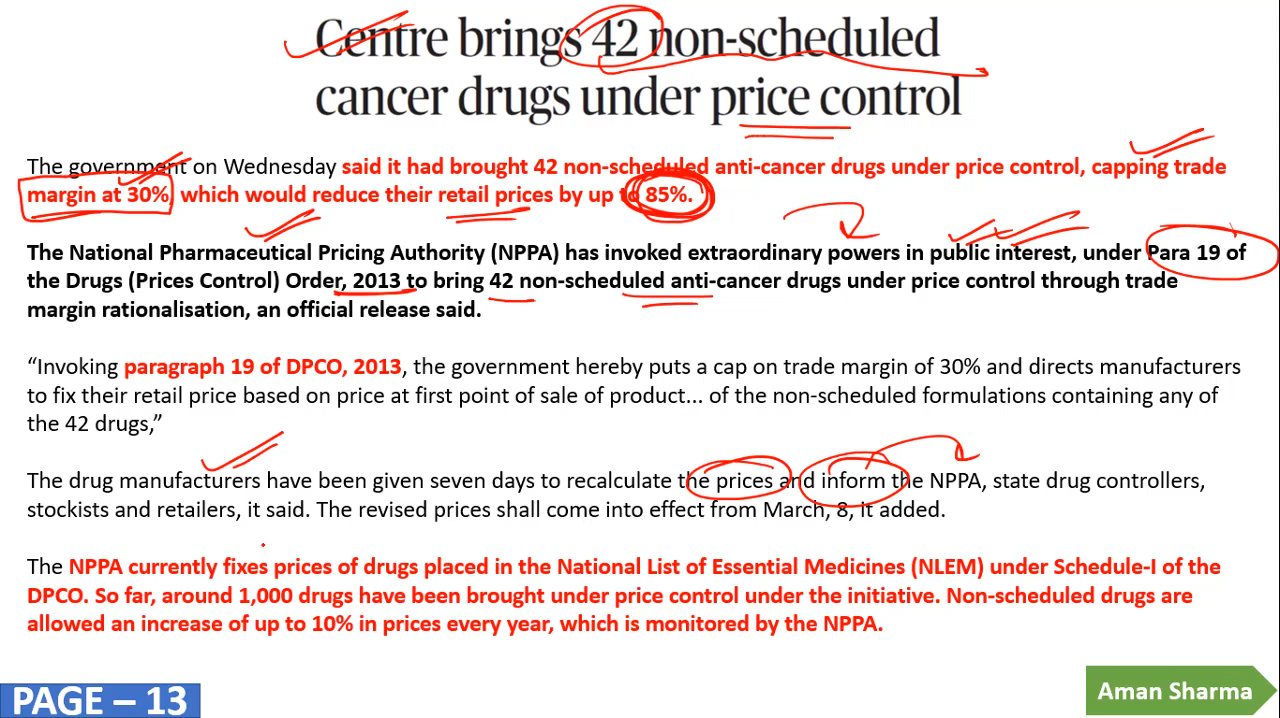 Centre brings 42 non-scheduled
cancer drugs under price control
The government on Wednesday said it had brought 42 non-scheduled anti-cancer drugs under price control, capping trade
margin at 30%, which would reduce their retail prices by up to 85%.
The National Pharmaceutical Pricing Authority (NPPA) has invoked extraordinary powers in public interest, under Para 19 of
the Drugs (Prices Control) Order, 2013 to bring 42 non-scheduled anti-cancer drugs under price control through trade
margin rationalisation, an official release said.
“Invoking paragraph 19 of DPCO, 2013, the government hereby puts a cap on trade margin of 30% and directs manufacturers
to fix their retail price based on price at first point of sale of product... of the non-scheduled formulations containing any of
the 42 drugs,”
The drug manufacturers have been given seven days to recalculate the prices and inform the NPPA, state drug controllers,
stockists and retailers, it said. The revised prices shall come into effect from March, 8, it added.
The NPPA currently fixes prices of drugs placed in the National List of Essential Medicines (NLEM) under Schedule-I of the
DPCO. So far, around 1,000 drugs have been brought under price control under the initiative. Non-scheduled drugs are
allowed an increase of up to 10% in prices every year, which is monitored by the NPPA.
PAGE – 13
Aman Sharma